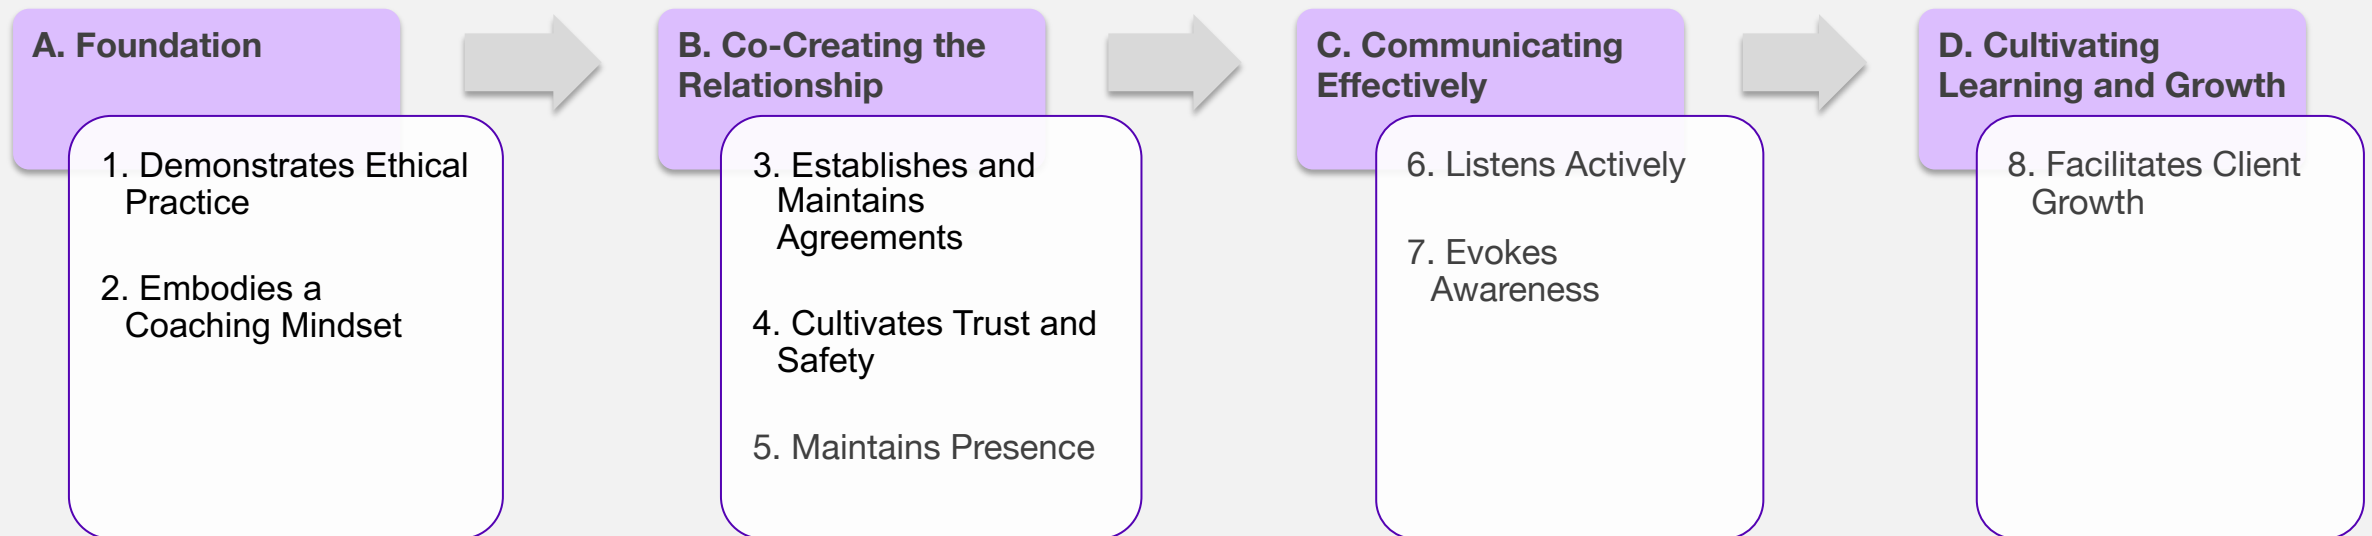 A. Foundation
1. Demonstrates Ethical
Practice
2. Embodies a
Coaching Mindset
B. Co-Creating the
Relationship
3. Establishes and
Maintains
Agreements
4. Cultivates Trust and
Safety
5. Maintains Presence
C. Communicating
Effectively
6. Listens Actively
7. Evokes
Awareness
D. Cultivating
Learning and Growth
8. Facilitates Client
Growth